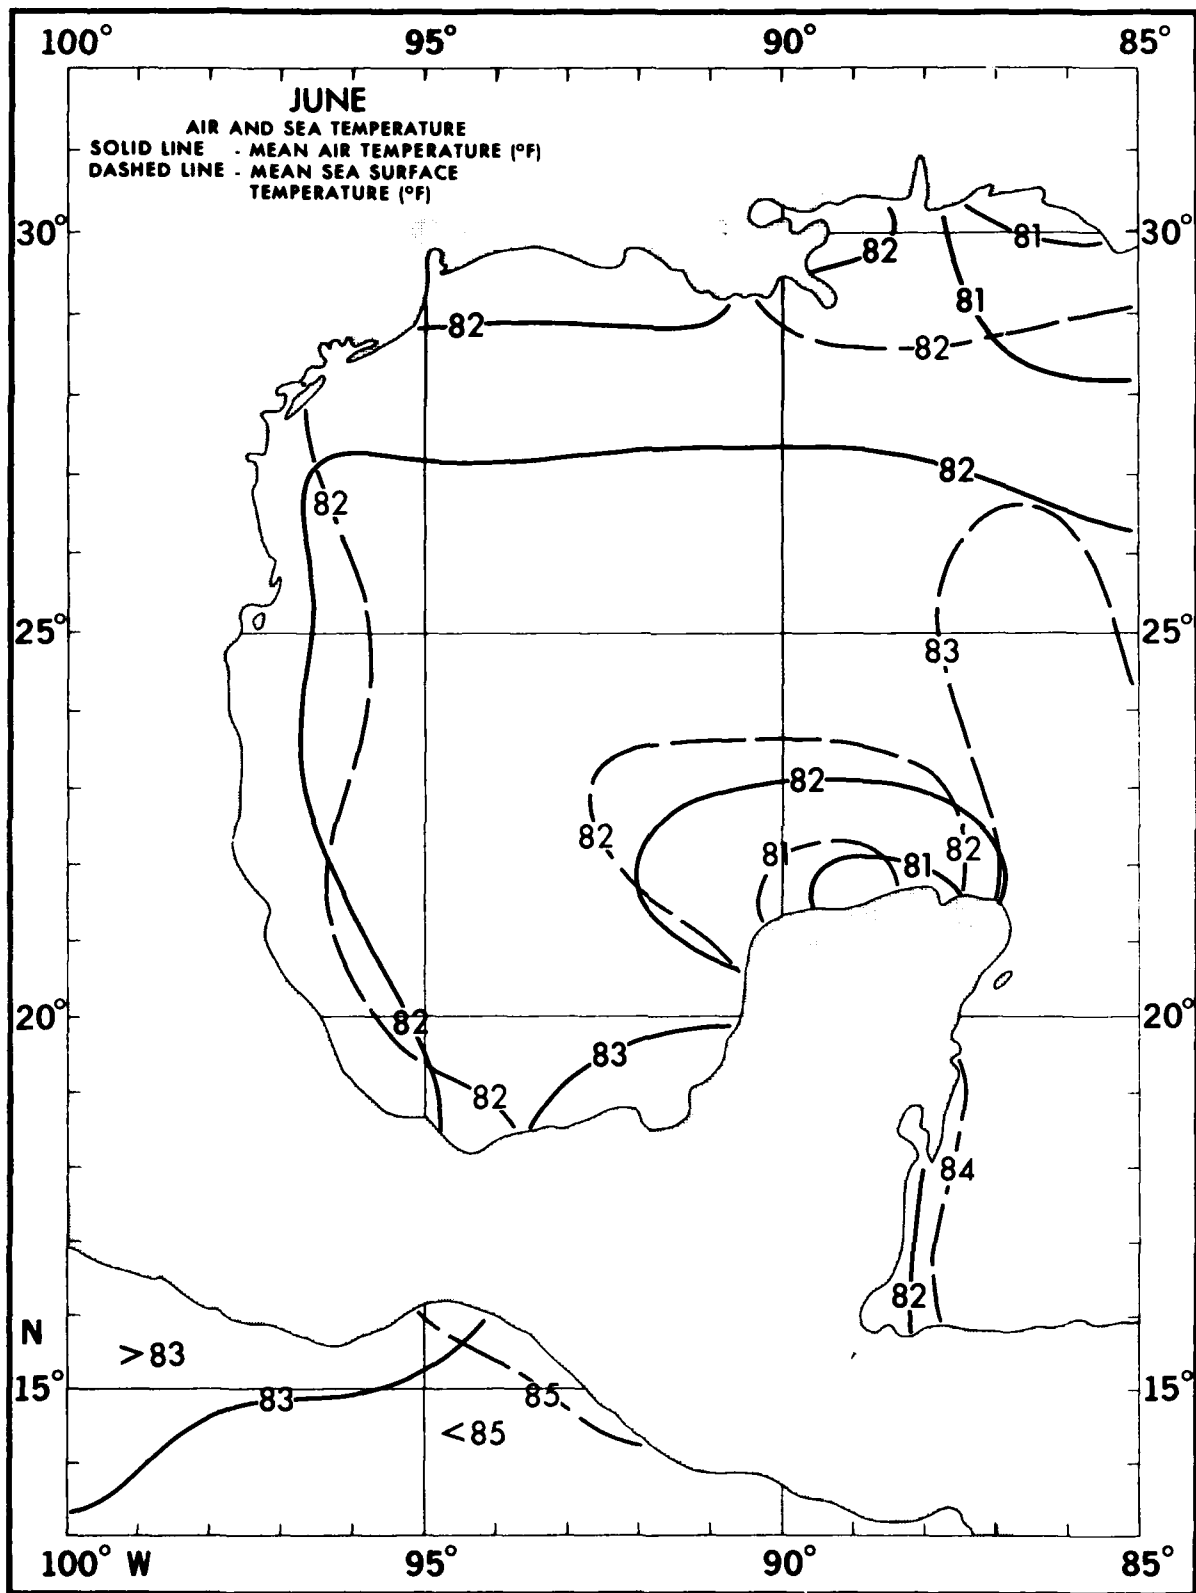 100° 95° 90° 85°
JUNE
AIR AND SEA TEMPERATURE
SOLID LINE - MEAN AIR TEMPERATURE (°F)
DASHED LINE - MEAN SEA SURFACE
TEMPERATURE (°F)
30° 81 30°
82
81
82
82
82
82
25° 25°
83
82
82
81 82
81
20° 82 20°
83
82
84
82
N
>83
15° 83 85 15°
<85
100° W 95° 90° 85°